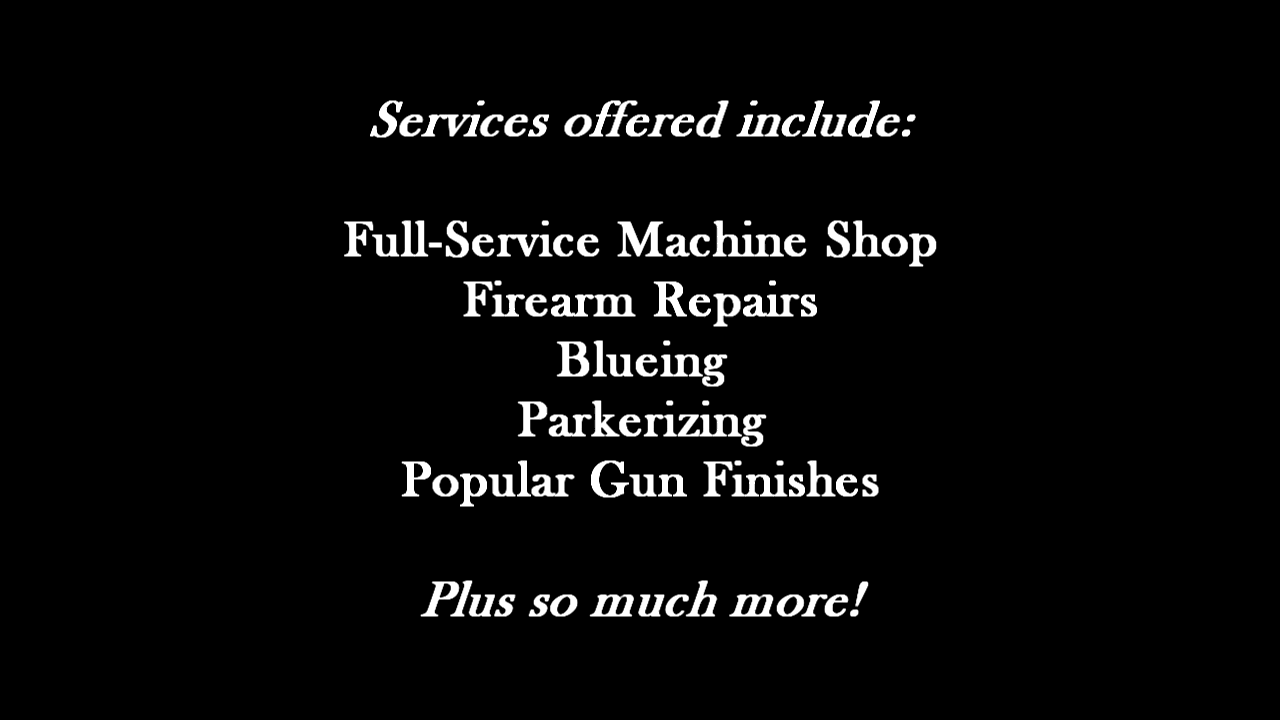 Services offered include:
Full-Service Machine Shop
Firearm Repairs
Blueing
Parkerizing
Popular Gun Finishes
Plus so much more!